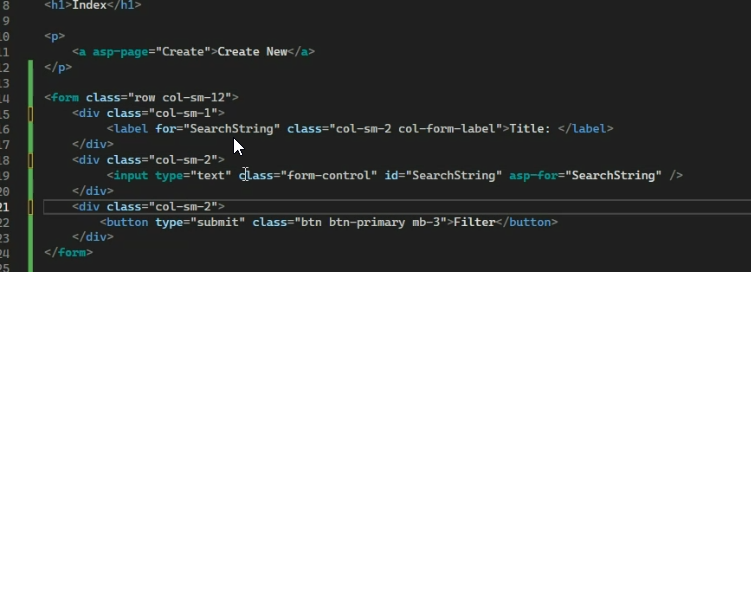 8 <h1>Index</h1>
9
10 <p>
11 <a asp-page="Create">Create New</a>
12 </p>
13
14 <form class="row col-sm-12">
15 <div class="col-sm-1">
16 <label for="SearchString" class="col-sm-2 col-form-label">Title: </label>
17 </div>
18 <div class="col-sm-2">
19 <input type="text" class="form-control" id="SearchString" asp-for="SearchString" />
20 </div>
21 <div class="col-sm-2">
22 <button type="submit" class="btn btn-primary mb-3">Filter</button>
23 </div>
24 </form>
25